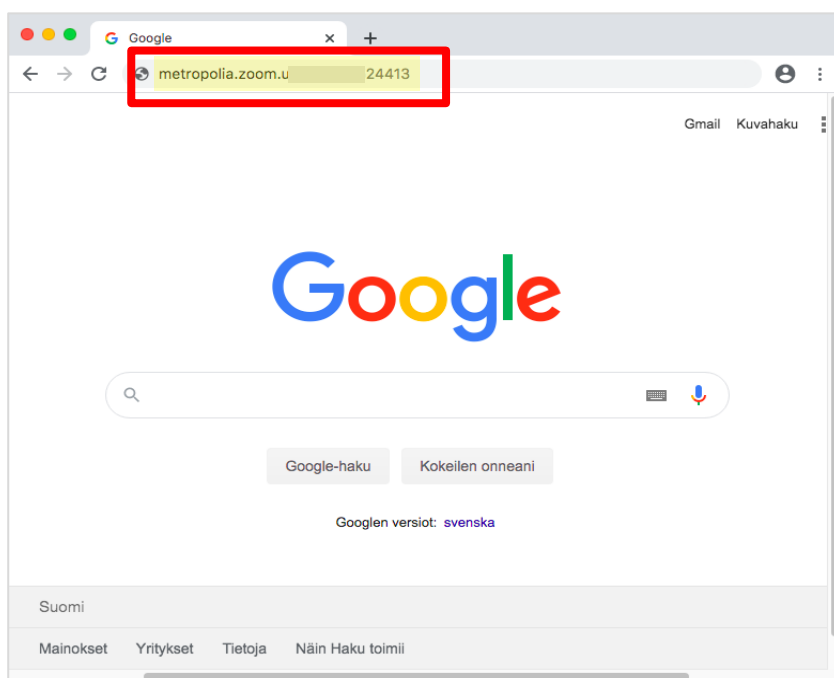 Google
metropolia.zoom.u 24413
Gmail Kuvahaku
Google
Google-haku Kokeilen onneani
Googlen versiot: svenska
Suomi
Mainokset Yritykset Tietoja Näin Haku toimii